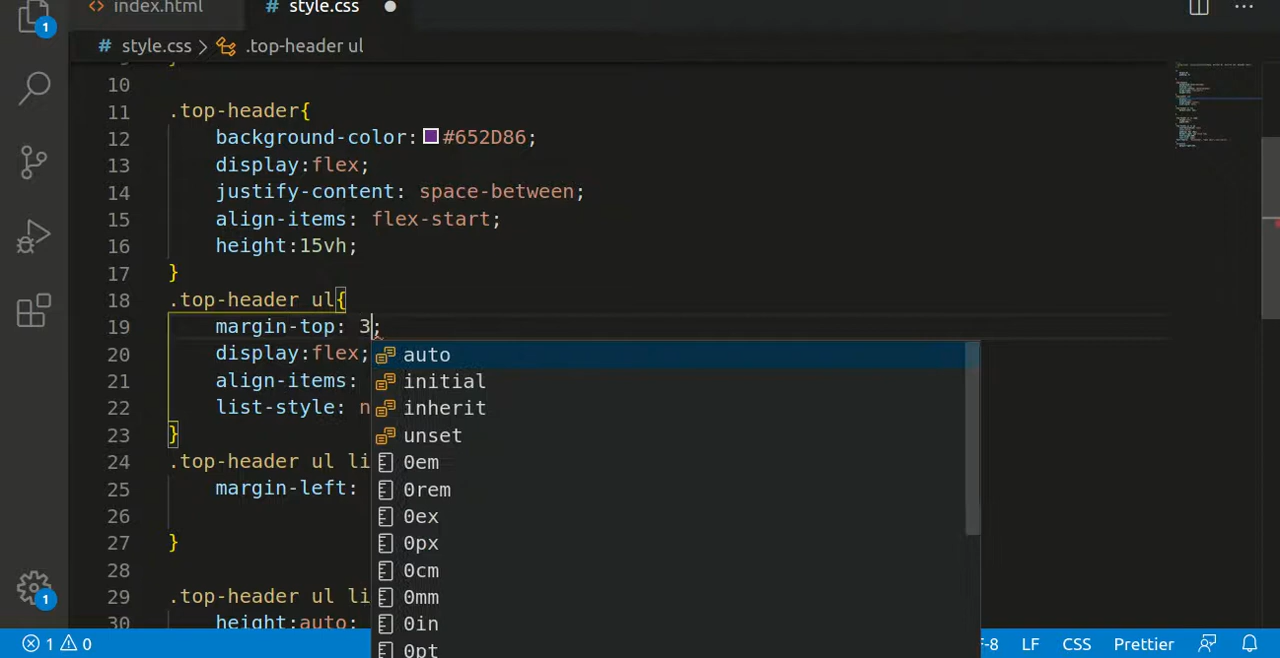 index.html
style.css
1
style.css > .top-header ul
10
11 .top-header{
12 background-color: #652D86;
13 display:flex;
14 justify-content: space-between;
15 align-items: flex-start;
16 height:15vh;
17 }
18 .top-header ul{
19 margin-top: 3;
20 display:flex;
21 align-items:
22 list-style: n
23 }
24 .top-header ul li
25 margin-left:
26
27 }
28
29 .top-header ul li
30 height:auto;
auto
initial
inherit
unset
0em
0rem
0ex
0px
0cm
0mm
0in
0pt
1
1 0
F-8 LF CSS Prettier